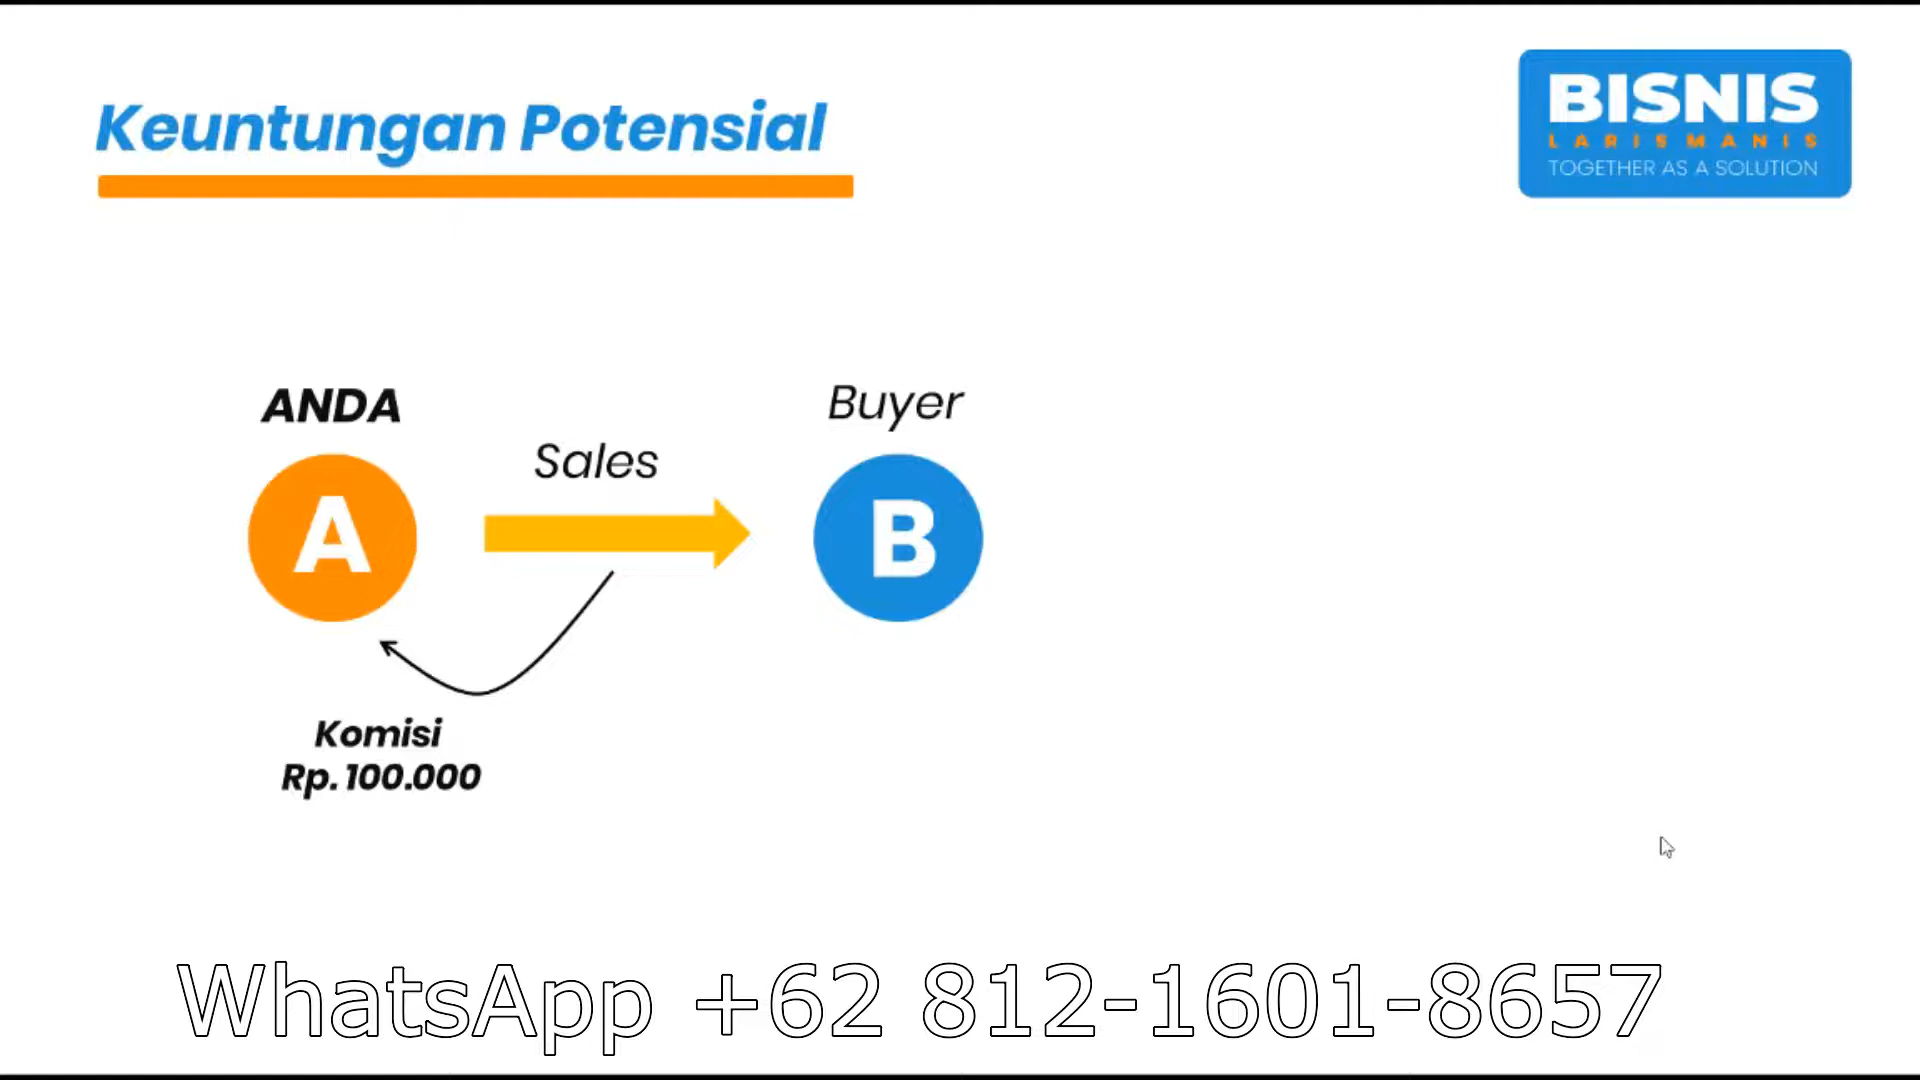 Keuntungan Potensial
BISNIS
LARISMANIS
TOGETHER AS A SOLUTION
ANDA
Buyer
Sales
A
B
Komisi
Rp. 100.000
WhatsApp +62 812-1601-8657